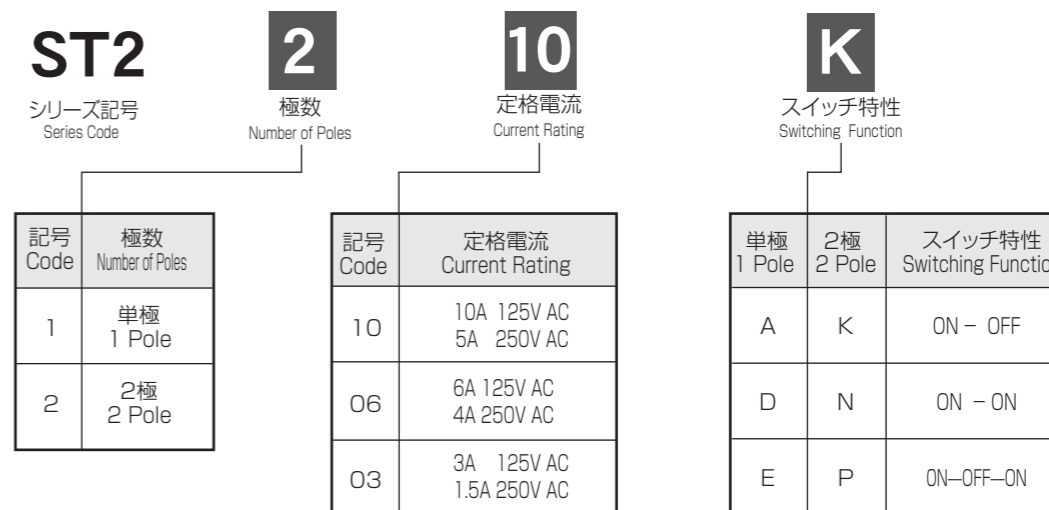 ST2 2 10 K
シリーズ記号 極数 定格電流 スイッチ特性
Series Code Number of Poles Current Rating Switching Function
記号 極数
Code Number of Poles
1 単極
1 Pole
2 2極
2 Pole
記号 定格電流
Code Current Rating
10 10A 125V AC
5A 250V AC
06 6A 125V AC
4A 250V AC
03 3A 125V AC
1.5A 250V AC
単極 2極 スイッチ特性
1 Pole 2 Pole Switching Functio
A K ON – OFF
D N ON – ON
E P ON–OFF–ON